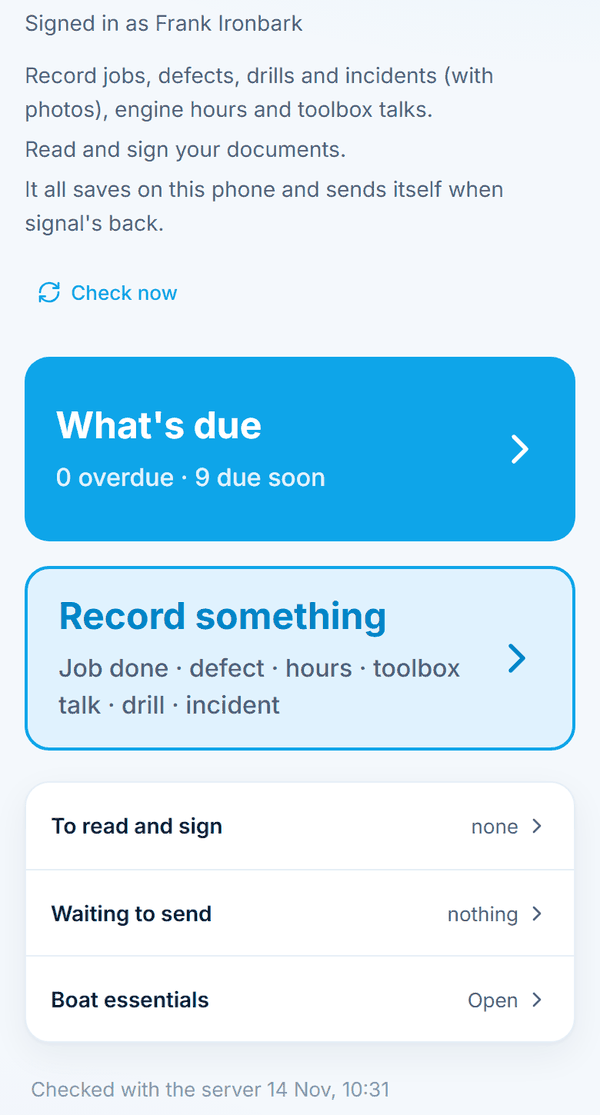 Signed in as Frank Ironbark
Record jobs, defects, drills and incidents (with
photos), engine hours and toolbox talks.
Read and sign your documents.
It all saves on this phone and sends itself when
signal's back.
Check now
What's due
0 overdue · 9 due soon
Record something
Job done · defect · hours · toolbox
talk · drill · incident
To read and sign none
Waiting to send nothing
Boat essentials Open
Checked with the server 14 Nov, 10:31